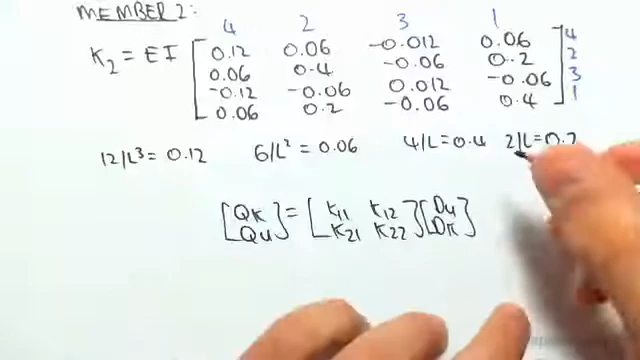 MEMBER 2:
4 2 3 1
K2 = EI [ 0.12 0.06 -0.012 0.06 ] 4
0.06 0.4 -0.06 0.2 2
-0.12 -0.06 0.012 -0.06 3
0.06 0.2 -0.06 0.4 1
12/L³ = 0.12 6/L² = 0.06 4/L = 0.4 2/L = 0.2
[ QK ] = [ K11 K12 ] [ Du ]
[ Qu ] [ K21 K22 ] [ DK ]